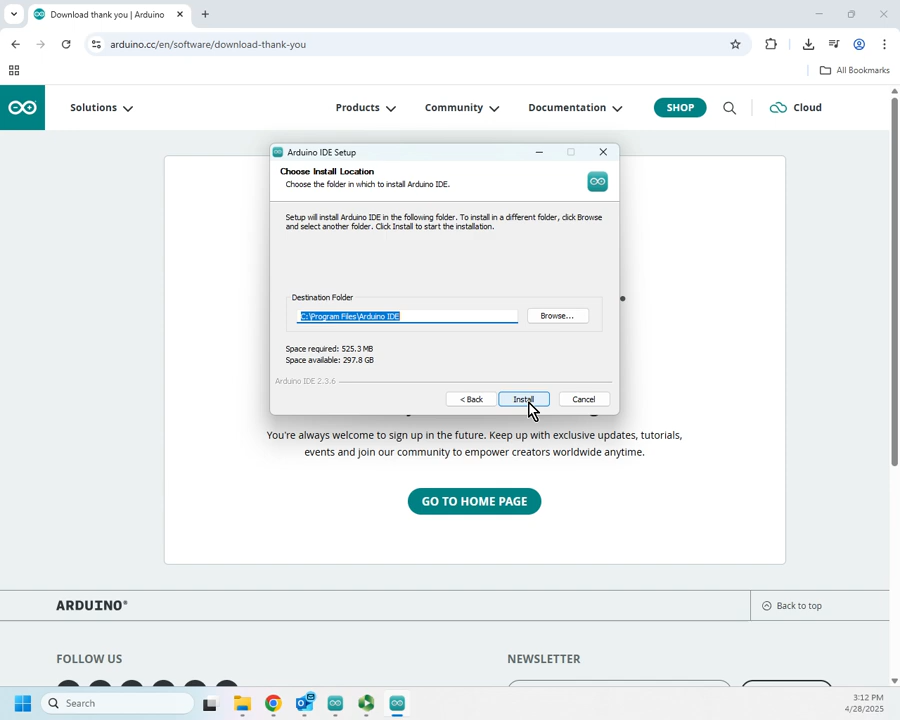 Download thank you | Arduino
arduino.cc/en/software/download-thank-you
All Bookmarks
Solutions
Products
Community
Documentation
SHOP
Cloud
Arduino IDE Setup
Choose Install Location
Choose the folder in which to install Arduino IDE.
Setup will install Arduino IDE in the following folder. To install in a different folder, click Browse
and select another folder. Click Install to start the installation.
Destination Folder
C:\Program Files\Arduino IDE
Browse...
Space required: 525.3 MB
Space available: 297.8 GB
Arduino IDE 2.3.6
< Back
Install
Cancel
You're always welcome to sign up in the future. Keep up with exclusive updates, tutorials,
events and join our community to empower creators worldwide anytime.
GO TO HOME PAGE
ARDUINO®
Back to top
FOLLOW US
NEWSLETTER
Search
3:12 PM
4/28/2025